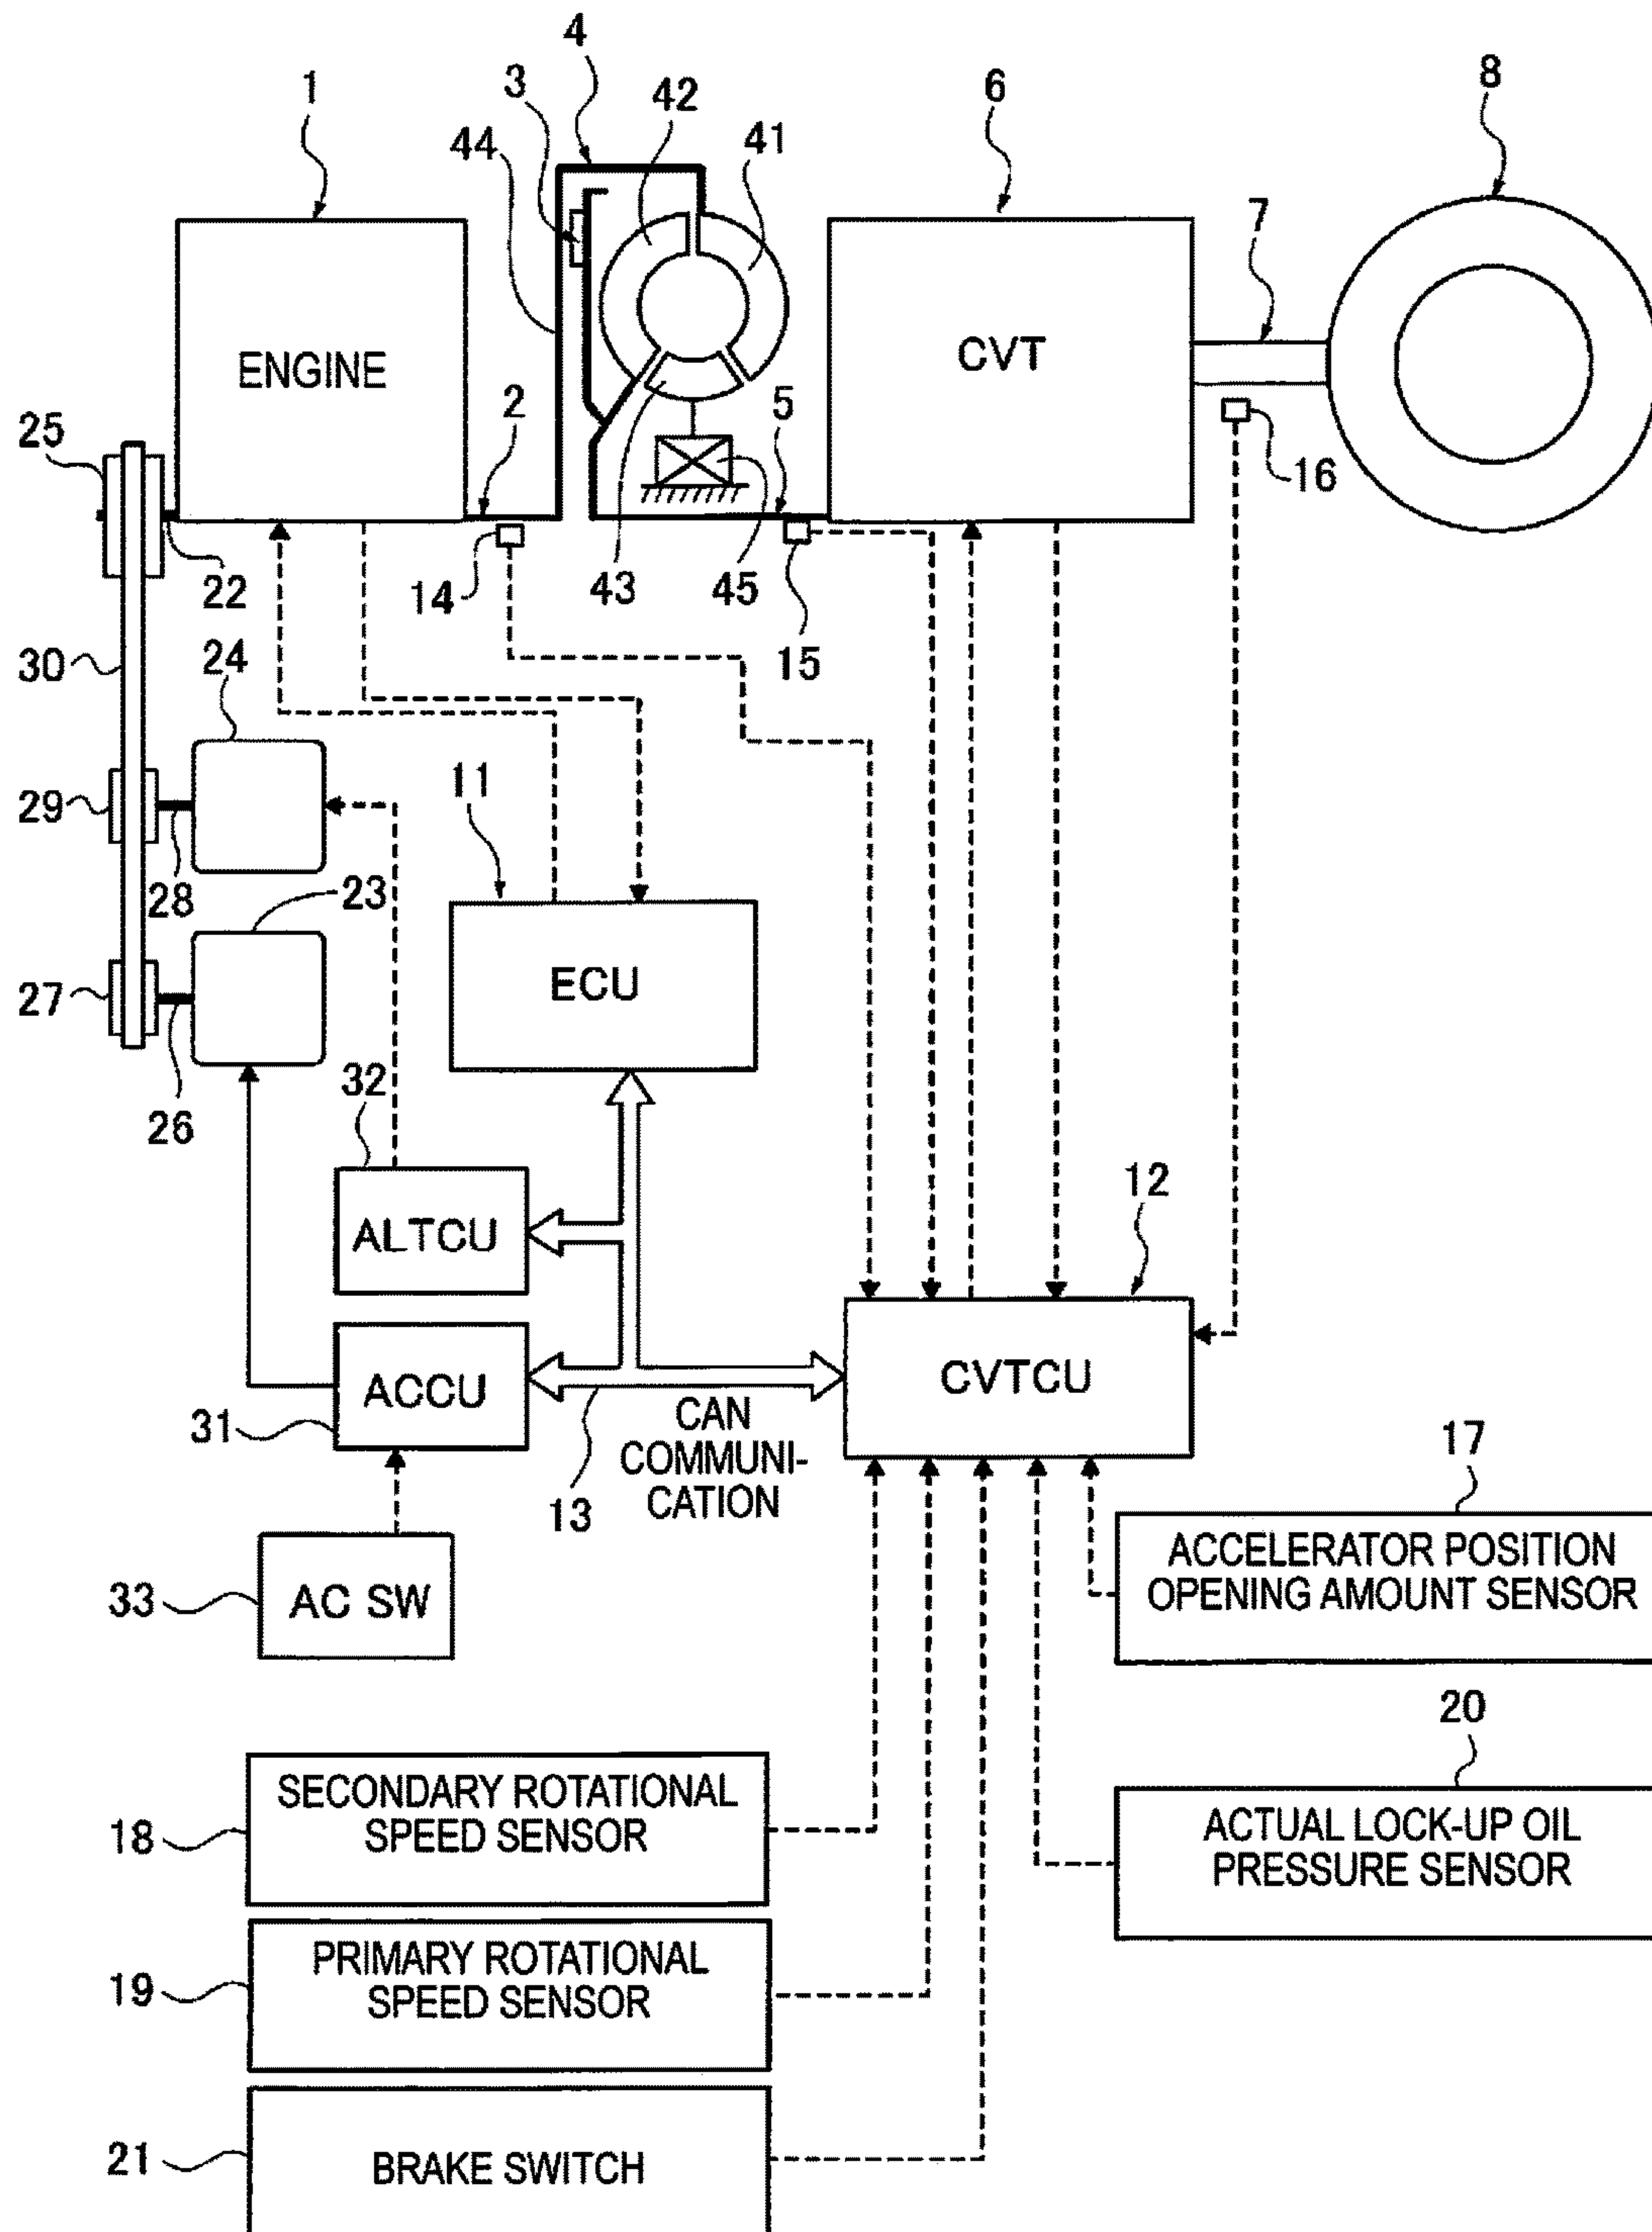 4
1
3
42
6
8
44
41
7
ENGINE
CVT
25
2
5
16
22
14
43
45
15
30
24
11
29
28
23
ECU
27
26
32
12
ALTCU
ACCU
CVTCU
31
CAN
COMMUNI-
CATION
13
17
ACCELERATOR POSITION
OPENING AMOUNT SENSOR
33
AC SW
20
SECONDARY ROTATIONAL
SPEED SENSOR
18
ACTUAL LOCK-UP OIL
PRESSURE SENSOR
PRIMARY ROTATIONAL
SPEED SENSOR
19
21
BRAKE SWITCH